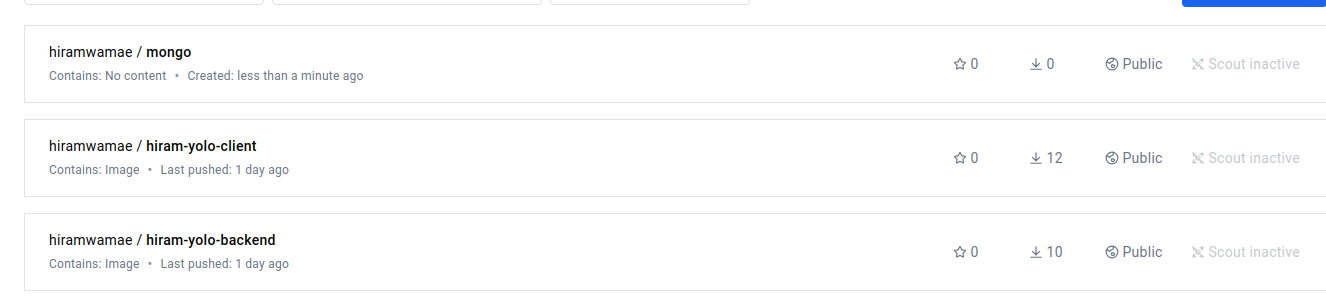 hiramwamae / mongo
Contains: No content • Created: less than a minute ago
0 0 Public Scout inactive
hiramwamae / hiram-yolo-client
Contains: Image • Last pushed: 1 day ago
0 12 Public Scout inactive
hiramwamae / hiram-yolo-backend
Contains: Image • Last pushed: 1 day ago
0 10 Public Scout inactive